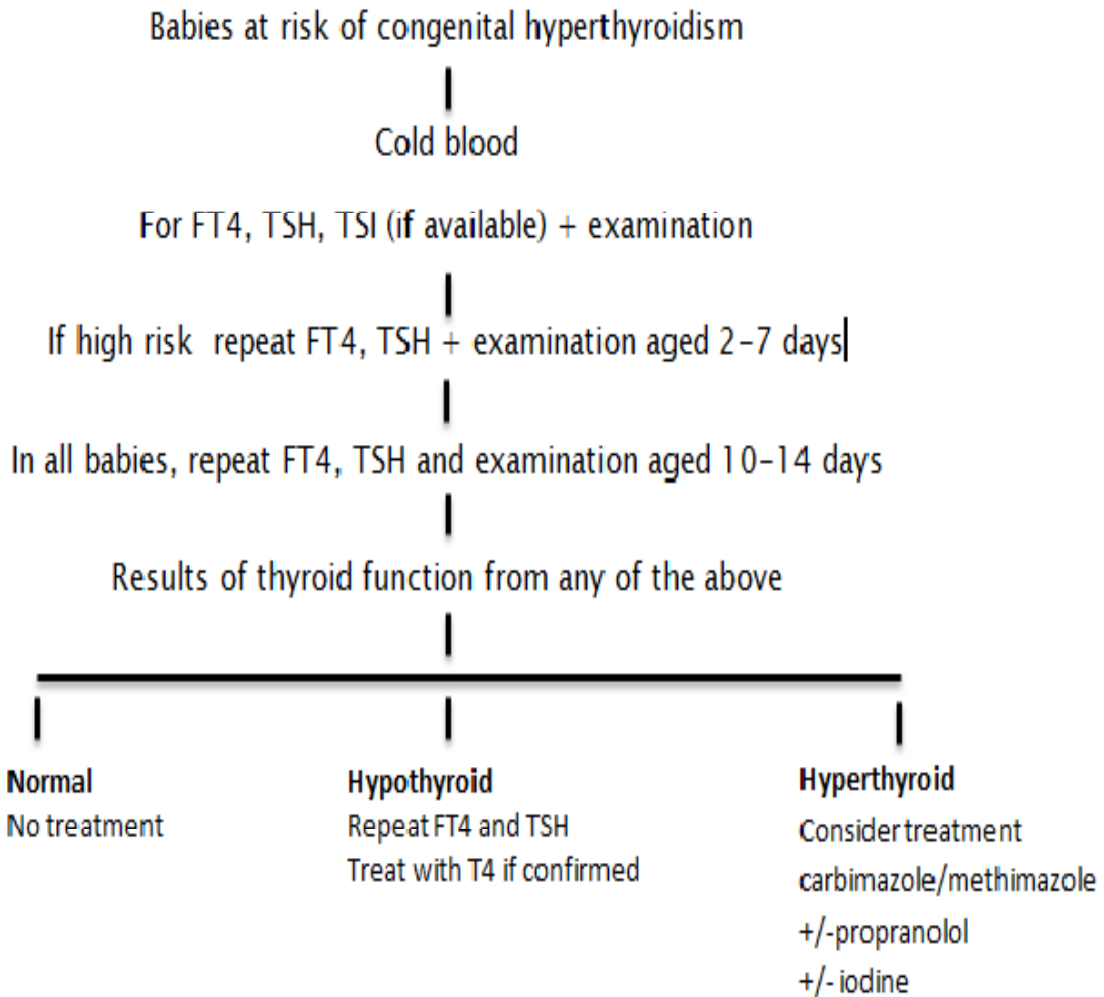 Babies at risk of congenital hyperthyroidism
Cold blood
For FT4, TSH, TSI (if available) + examination
If high risk repeat FT4, TSH + examination aged 2-7 days
In all babies, repeat FT4, TSH and examination aged 10-14 days
Results of thyroid function from any of the above
Normal
No treatment
Hypothyroid
Repeat FT4 and TSH
Treat with T4 if confirmed
Hyperthyroid
Consider treatment
carbimazole/methimazole
+/-propranolol
+/- iodine